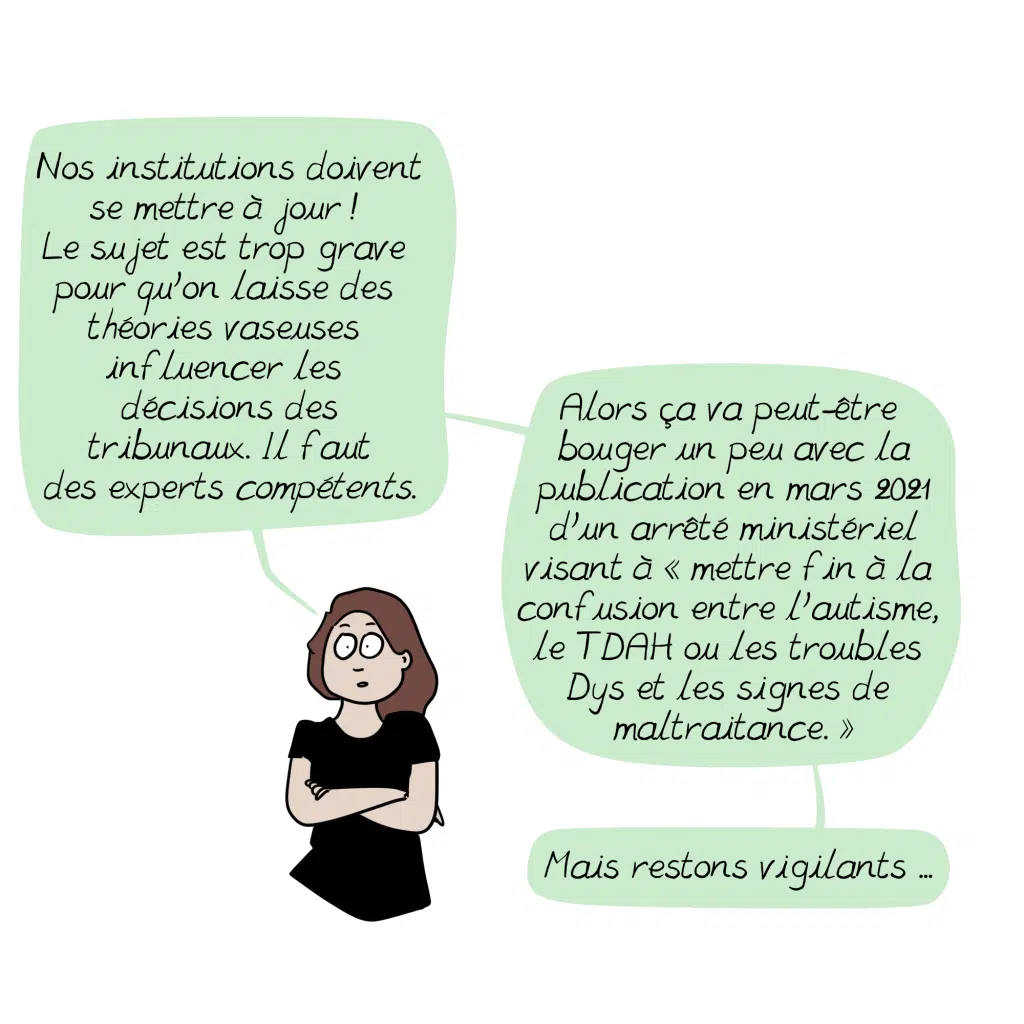 Nos institutions doivent
se mettre à jour !
Le sujet est trop grave
pour qu'on laisse des
théories vaseuses
influencer les
décisions des
tribunaux. Il faut
des experts compétents.
Alors ça va peut-être
bouger un peu avec la
publication en mars 2021
d'un arrêté ministériel
visant à « mettre fin à la
confusion entre l'autisme,
le TDAH ou les troubles
Dys et les signes de
maltraitance. »
Mais restons vigilants ...